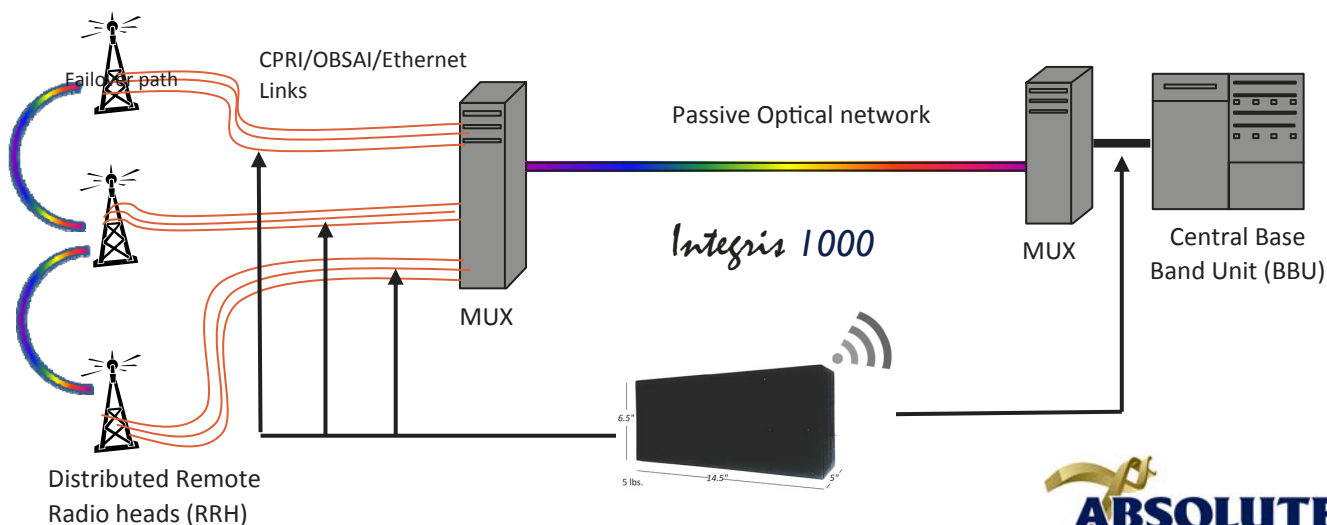 Failover path
CPRI/OBSAI/Ethernet
Links
Passive Optical network
Integris 1000
MUX
MUX
Central Base
Band Unit (BBU)
6.5"
14.5"
5"
5 lbs.
Distributed Remote
Radio heads (RRH)
ABSOLUTE